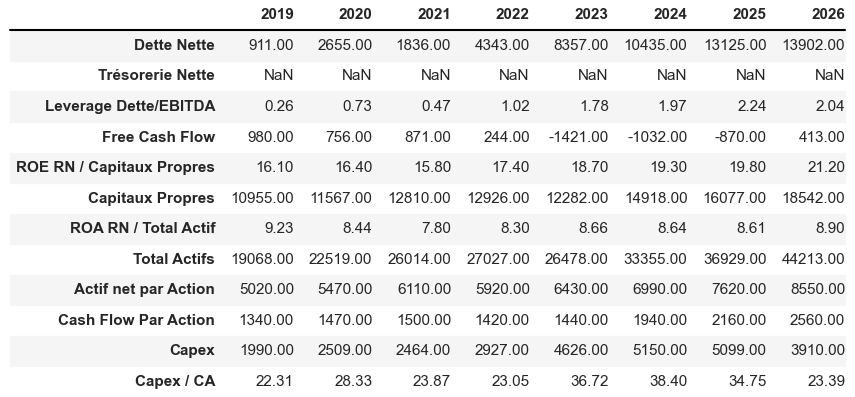 2019 2020 2021 2022 2023 2024 2025 2026
Dette Nette 911.00 2655.00 1836.00 4343.00 8357.00 10435.00 13125.00 13902.00
Trésorerie Nette NaN NaN NaN NaN NaN NaN NaN NaN
Leverage Dette/EBITDA 0.26 0.73 0.47 1.02 1.78 1.97 2.24 2.04
Free Cash Flow 980.00 756.00 871.00 244.00 -1421.00 -1032.00 -870.00 413.00
ROE RN / Capitaux Propres 16.10 16.40 15.80 17.40 18.70 19.30 19.80 21.20
Capitaux Propres 10955.00 11567.00 12810.00 12926.00 12282.00 14918.00 16077.00 18542.00
ROA RN / Total Actif 9.23 8.44 7.80 8.30 8.66 8.64 8.61 8.90
Total Actifs 19068.00 22519.00 26014.00 27027.00 26478.00 33355.00 36929.00 44213.00
Actif net par Action 5020.00 5470.00 6110.00 5920.00 6430.00 6990.00 7620.00 8550.00
Cash Flow Par Action 1340.00 1470.00 1500.00 1420.00 1440.00 1940.00 2160.00 2560.00
Capex 1990.00 2509.00 2464.00 2927.00 4626.00 5150.00 5099.00 3910.00
Capex / CA 22.31 28.33 23.87 23.05 36.72 38.40 34.75 23.39